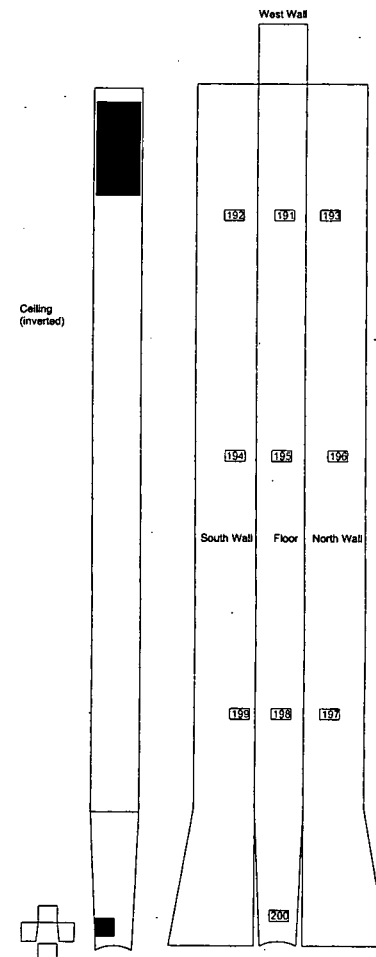 West Wall
192 191 193
Ceiling
(inverted)
194 195 196
South Wall Floor North Wall
199 198 197
200